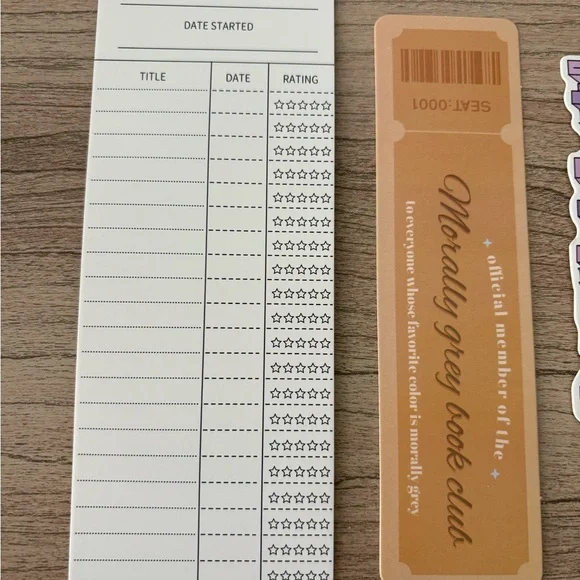 DATE STARTED
TITLE DATE RATING
SEAT:0001
official member of the
Morally grey book club
to everyone whose favorite color is morally grey